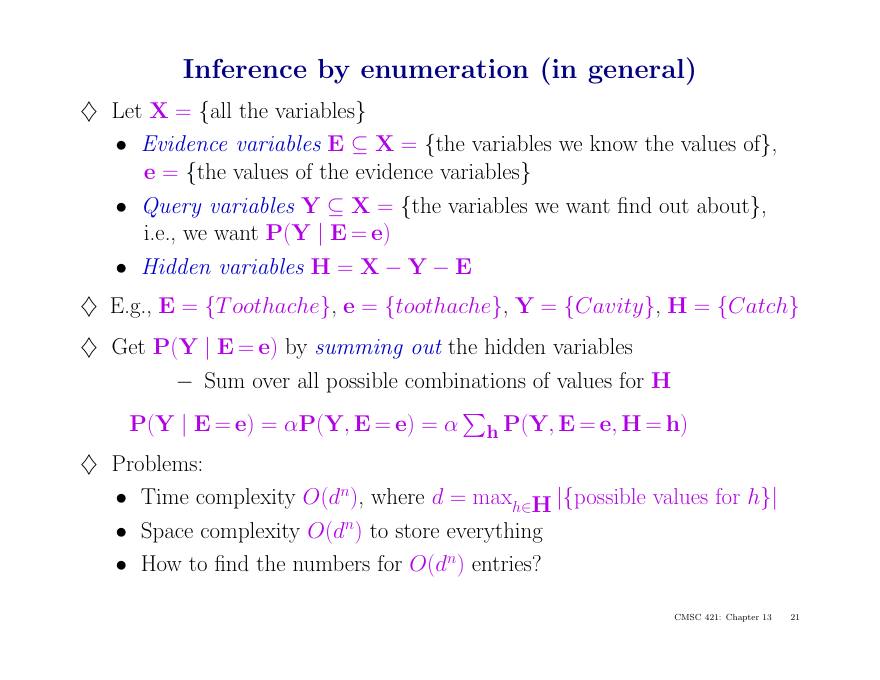 Inference by enumeration (in general)
♢ Let X = {all the variables}
• Evidence variables E ⊆ X = {the variables we know the values of},
e = {the values of the evidence variables}
• Query variables Y ⊆ X = {the variables we want find out about},
i.e., we want P(Y | E = e)
• Hidden variables H = X − Y − E
♢ E.g., E = {Toothache}, e = {toothache}, Y = {Cavity}, H = {Catch}
♢ Get P(Y | E = e) by summing out the hidden variables
− Sum over all possible combinations of values for H
P(Y | E = e) = αP(Y, E = e) = α ∑_h P(Y, E = e, H = h)
♢ Problems:
• Time complexity O(dⁿ), where d = max_{h∈H} |{possible values for h}|
• Space complexity O(dⁿ) to store everything
• How to find the numbers for O(dⁿ) entries?
CMSC 421: Chapter 13 21